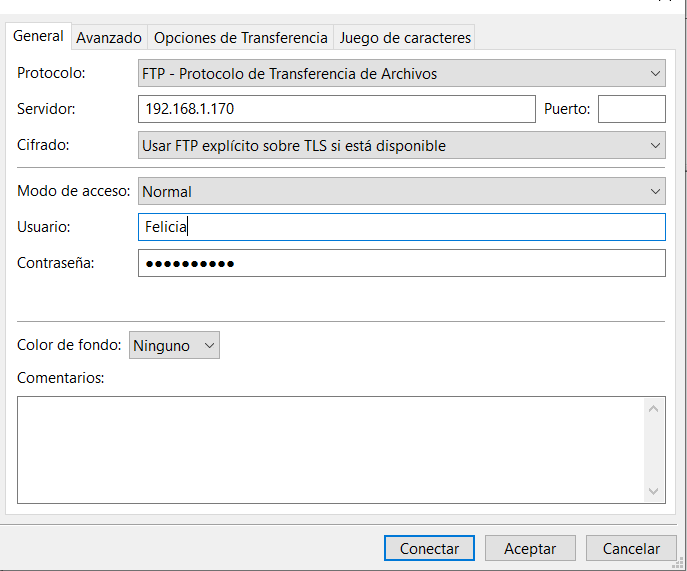 General Avanzado Opciones de Transferencia Juego de caracteres
Protocolo: FTP - Protocolo de Transferencia de Archivos
Servidor: 192.168.1.170 Puerto:
Cifrado: Usar FTP explícito sobre TLS si está disponible
Modo de acceso: Normal
Usuario: Felicia
Contraseña: ●●●●●●●●●●
Color de fondo: Ninguno
Comentarios:
Conectar Aceptar Cancelar